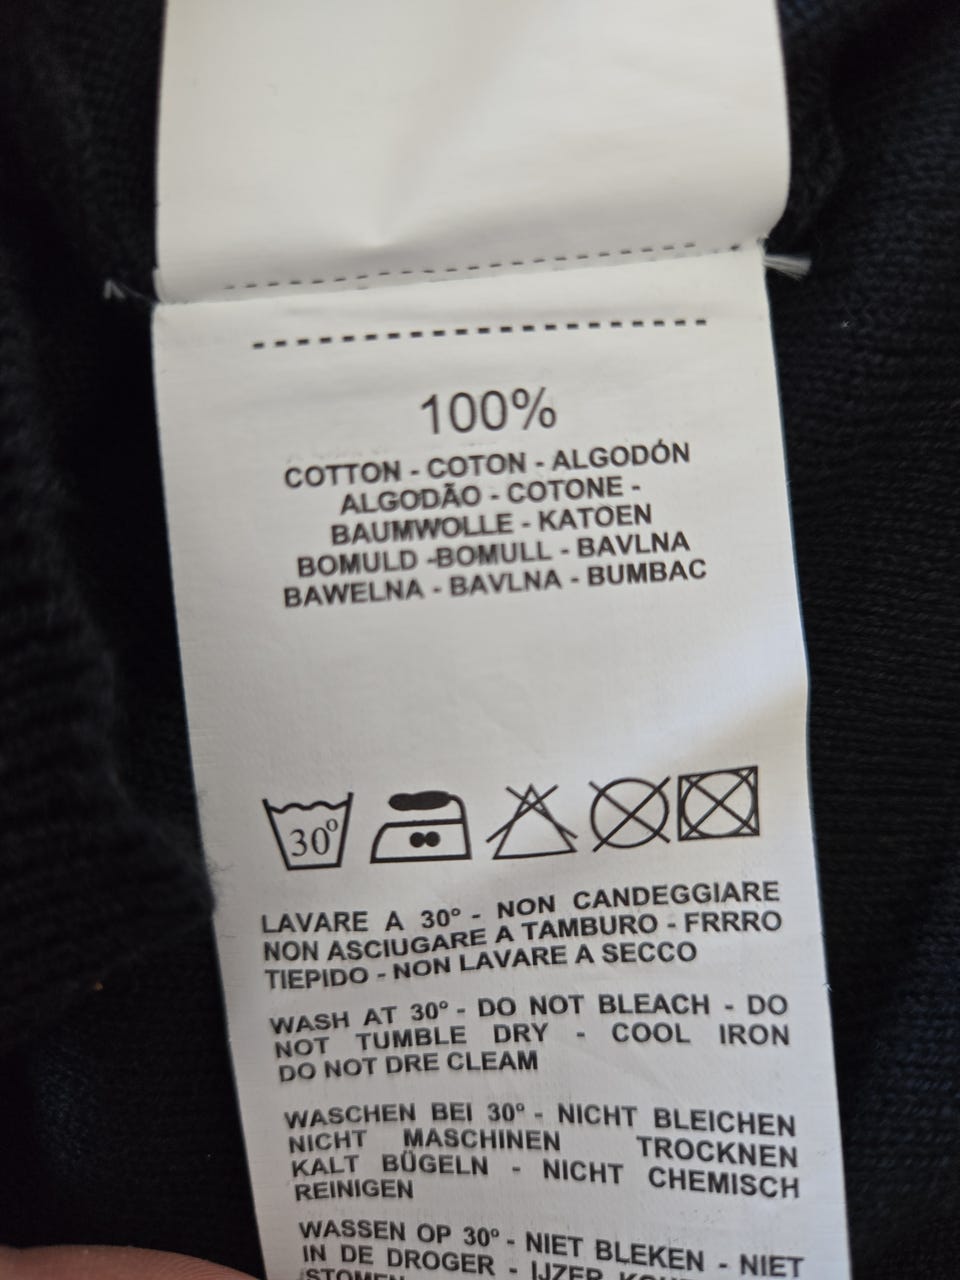 100%
COTTON - COTON - ALGODÓN
ALGODÃO - COTONE -
BAUMWOLLE - KATOEN
BOMULD -BOMULL - BAVLNA
BAWELNA - BAVLNA - BUMBAC
30°
LAVARE A 30° - NON CANDEGGIARE
NON ASCIUGARE A TAMBURO - FRRRO
TIEPIDO - NON LAVARE A SECCO
WASH AT 30° - DO NOT BLEACH - DO
NOT TUMBLE DRY - COOL IRON
DO NOT DRE CLEAM
WASCHEN BEI 30° - NICHT BLEICHEN
NICHT MASCHINEN TROCKNEN
KALT BÜGELN - NICHT CHEMISCH
REINIGEN
WASSEN OP 30° - NIET BLEKEN - NIET
IN DE DROGER - IJZER
STOMEN